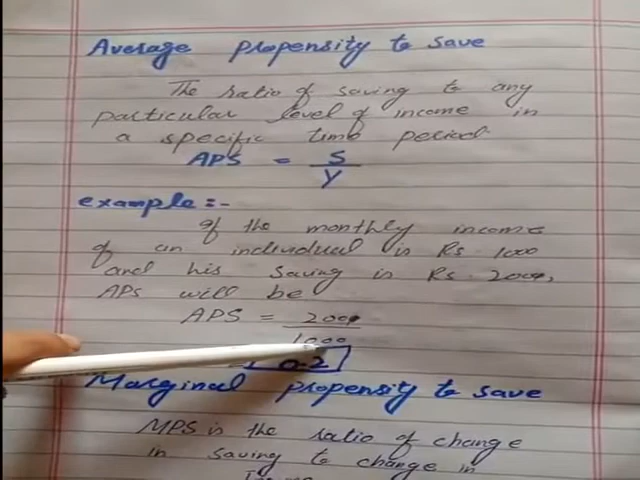 Average propensity to save
The ratio of saving to any
particular level of income in
a specific time period.
APS = S
Y
example:-
If the monthly income
of an individual is Rs 1000
and his saving is Rs 200,
APS will be
APS = 200
1000
0.2
Marginal propensity to save
MPS is the ratio of change
in saving to change in